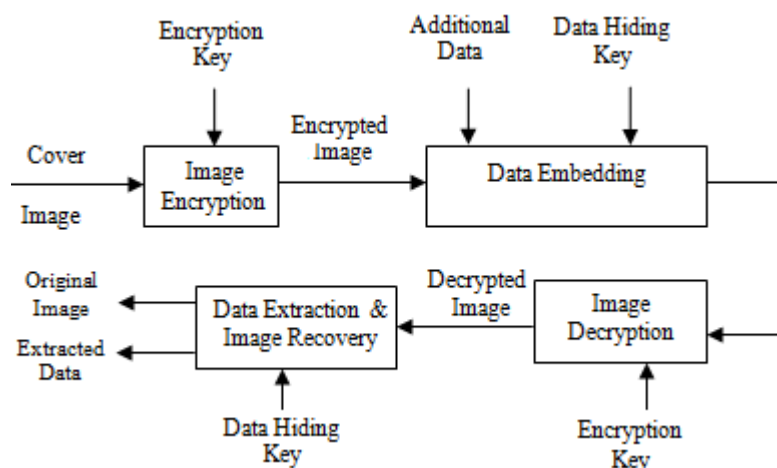 Encryption
Key
Additional
Data
Data Hiding
Key
Cover
Image
Image
Encryption
Encrypted
Image
Data Embedding
Original
Image
Extracted
Data
Data Extraction &
Image Recovery
Decrypted
Image
Image
Decryption
Data Hiding
Key
Encryption
Key